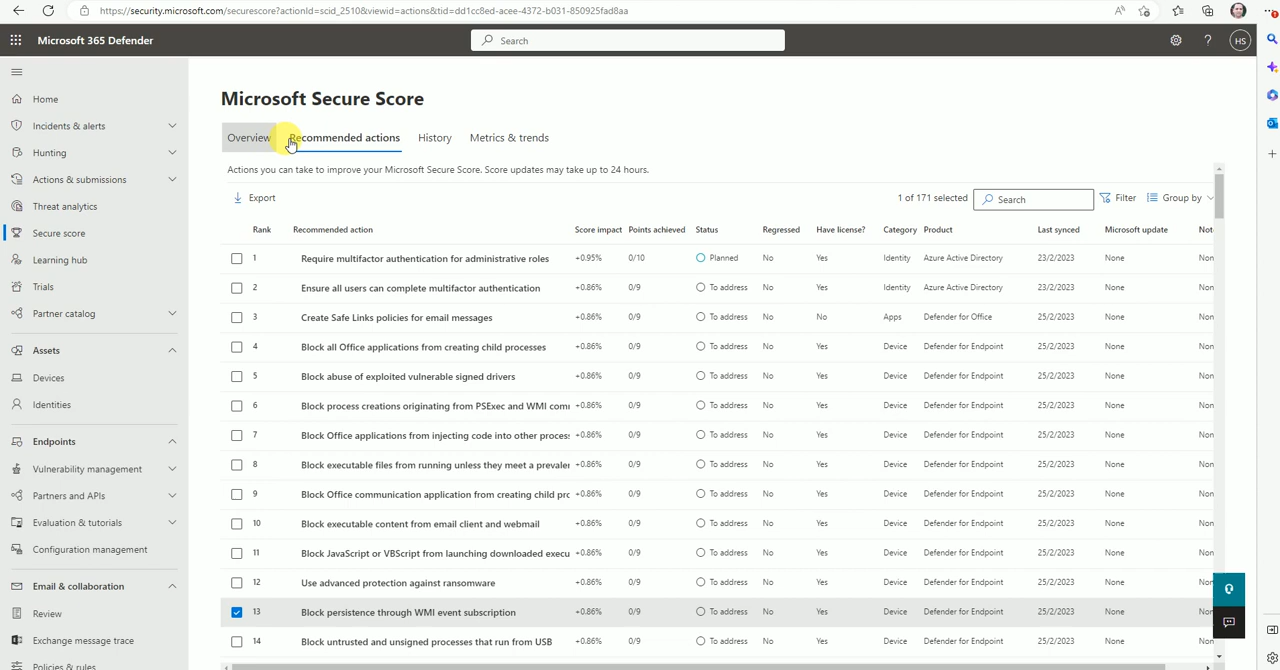 https://security.microsoft.com/securescore?actionId=scid_2510&viewid=actions&tid=dd1cc8ed-acee-4372-b031-850925fad8aa
Microsoft 365 Defender
Search
HS
Home
Incidents & alerts
Hunting
Actions & submissions
Threat analytics
Secure score
Learning hub
Trials
Partner catalog
Assets
Devices
Identities
Endpoints
Vulnerability management
Partners and APIs
Evaluation & tutorials
Configuration management
Email & collaboration
Review
Exchange message trace
Policies & rules
Microsoft Secure Score
Overview Recommended actions History Metrics & trends
Actions you can take to improve your Microsoft Secure Score. Score updates may take up to 24 hours.
Export 1 of 171 selected Search Filter Group by
Rank Recommended action Score impact Points achieved Status Regressed Have license? Category Product Last synced Microsoft update Not
1 Require multifactor authentication for administrative roles +0.95% 0/10 Planned No Yes Identity Azure Active Directory 23/2/2023 None Non
2 Ensure all users can complete multifactor authentication +0.86% 0/9 To address No Yes Identity Azure Active Directory 23/2/2023 None Non
3 Create Safe Links policies for email messages +0.86% 0/9 To address No No Apps Defender for Office 25/2/2023 None Non
4 Block all Office applications from creating child processes +0.86% 0/9 To address No Yes Device Defender for Endpoint 25/2/2023 None Non
5 Block abuse of exploited vulnerable signed drivers +0.86% 0/9 To address No Yes Device Defender for Endpoint 25/2/2023 None Non
6 Block process creations originating from PSExec and WMI com +0.86% 0/9 To address No Yes Device Defender for Endpoint 25/2/2023 None Non
7 Block Office applications from injecting code into other proces +0.86% 0/9 To address No Yes Device Defender for Endpoint 25/2/2023 None Non
8 Block executable files from running unless they meet a prevale +0.86% 0/9 To address No Yes Device Defender for Endpoint 25/2/2023 None Non
9 Block Office communication application from creating child pro +0.86% 0/9 To address No Yes Device Defender for Endpoint 25/2/2023 None Non
10 Block executable content from email client and webmail +0.86% 0/9 To address No Yes Device Defender for Endpoint 25/2/2023 None Non
11 Block JavaScript or VBScript from launching downloaded execu +0.86% 0/9 To address No Yes Device Defender for Endpoint 25/2/2023 None Non
12 Use advanced protection against ransomware +0.86% 0/9 To address No Yes Device Defender for Endpoint 25/2/2023 None Non
13 Block persistence through WMI event subscription +0.86% 0/9 To address No Yes Device Defender for Endpoint 25/2/2023 None Non
14 Block untrusted and unsigned processes that run from USB +0.86% 0/9 To address No Yes Device Defender for Endpoint 25/2/2023 None Non